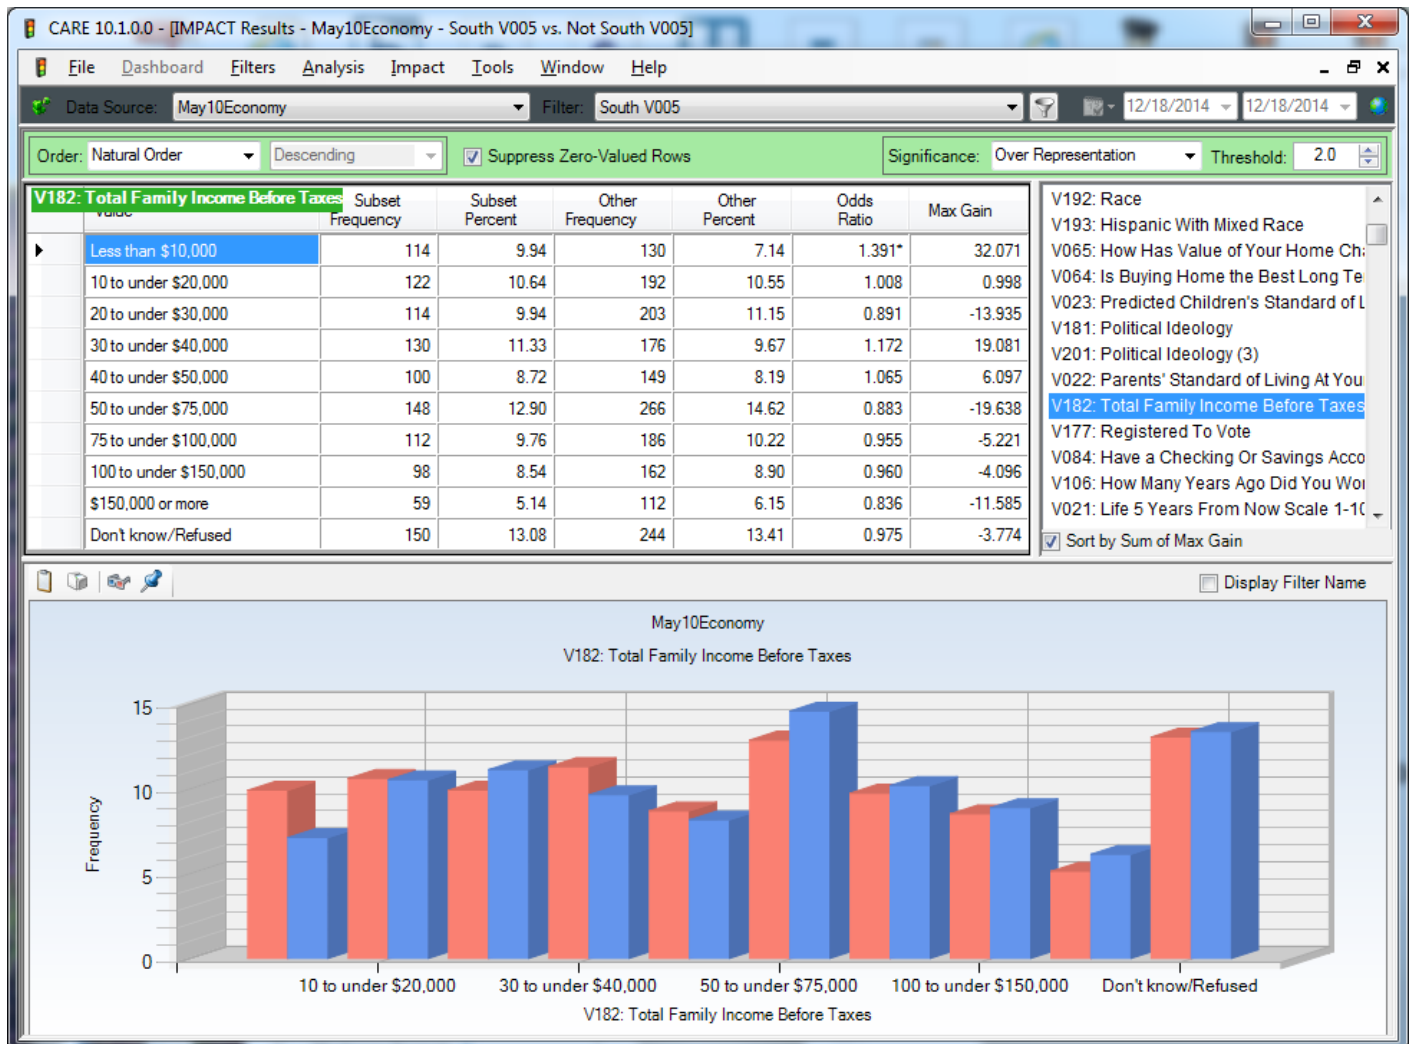 CARE 10.1.0.0 - [IMPACT Results - May10Economy - South V005 vs. Not South V005]
File Dashboard Filters Analysis Impact Tools Window Help
Data Source: May10Economy Filter: South V005 12/18/2014 12/18/2014
Order: Natural Order Descending Suppress Zero-Valued Rows Significance: Over Representation Threshold: 2.0
V182: Total Family Income Before Taxes
Subset Frequency Subset Percent Other Frequency Other Percent Odds Ratio Max Gain
Less than $10,000 114 9.94 130 7.14 1.391* 32.071
10 to under $20,000 122 10.64 192 10.55 1.008 0.998
20 to under $30,000 114 9.94 203 11.15 0.891 -13.935
30 to under $40,000 130 11.33 176 9.67 1.172 19.081
40 to under $50,000 100 8.72 149 8.19 1.065 6.097
50 to under $75,000 148 12.90 266 14.62 0.883 -19.638
75 to under $100,000 112 9.76 186 10.22 0.955 -5.221
100 to under $150,000 98 8.54 162 8.90 0.960 -4.096
$150,000 or more 59 5.14 112 6.15 0.836 -11.585
Don't know/Refused 150 13.08 244 13.41 0.975 -3.774
V192: Race
V193: Hispanic With Mixed Race
V065: How Has Value of Your Home Cha
V064: Is Buying Home the Best Long Te
V023: Predicted Children's Standard of L
V181: Political Ideology
V201: Political Ideology (3)
V022: Parents' Standard of Living At You
V182: Total Family Income Before Taxes
V177: Registered To Vote
V084: Have a Checking Or Savings Acco
V106: How Many Years Ago Did You Wor
V021: Life 5 Years From Now Scale 1-10
Sort by Sum of Max Gain
Display Filter Name
May10Economy
V182: Total Family Income Before Taxes
Frequency
15
10
5
0
10 to under $20,000 30 to under $40,000 50 to under $75,000 100 to under $150,000 Don't know/Refused
V182: Total Family Income Before Taxes